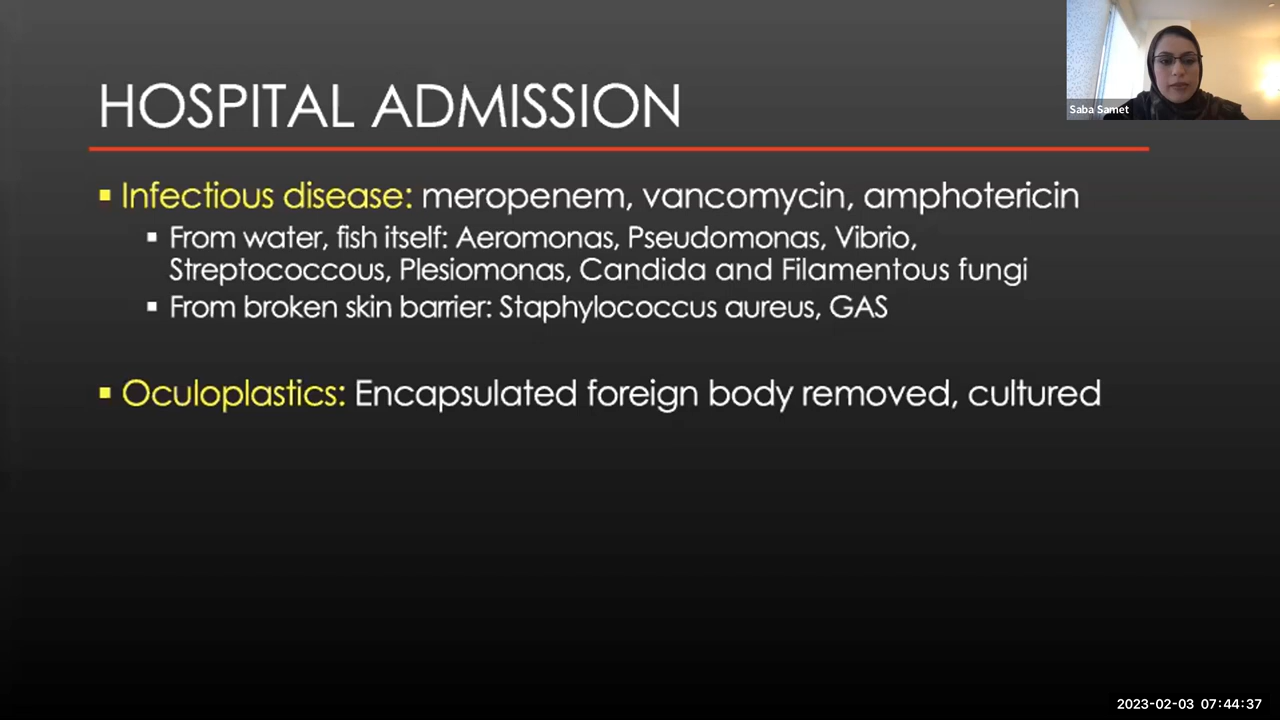 HOSPITAL ADMISSION
Saba Samet
▪ Infectious disease: meropenem, vancomycin, amphotericin
▪ From water, fish itself: Aeromonas, Pseudomonas, Vibrio,
Streptococcous, Plesiomonas, Candida and Filamentous fungi
▪ From broken skin barrier: Staphylococcus aureus, GAS
▪ Oculoplastics: Encapsulated foreign body removed, cultured
2023-02-03 07:44:37